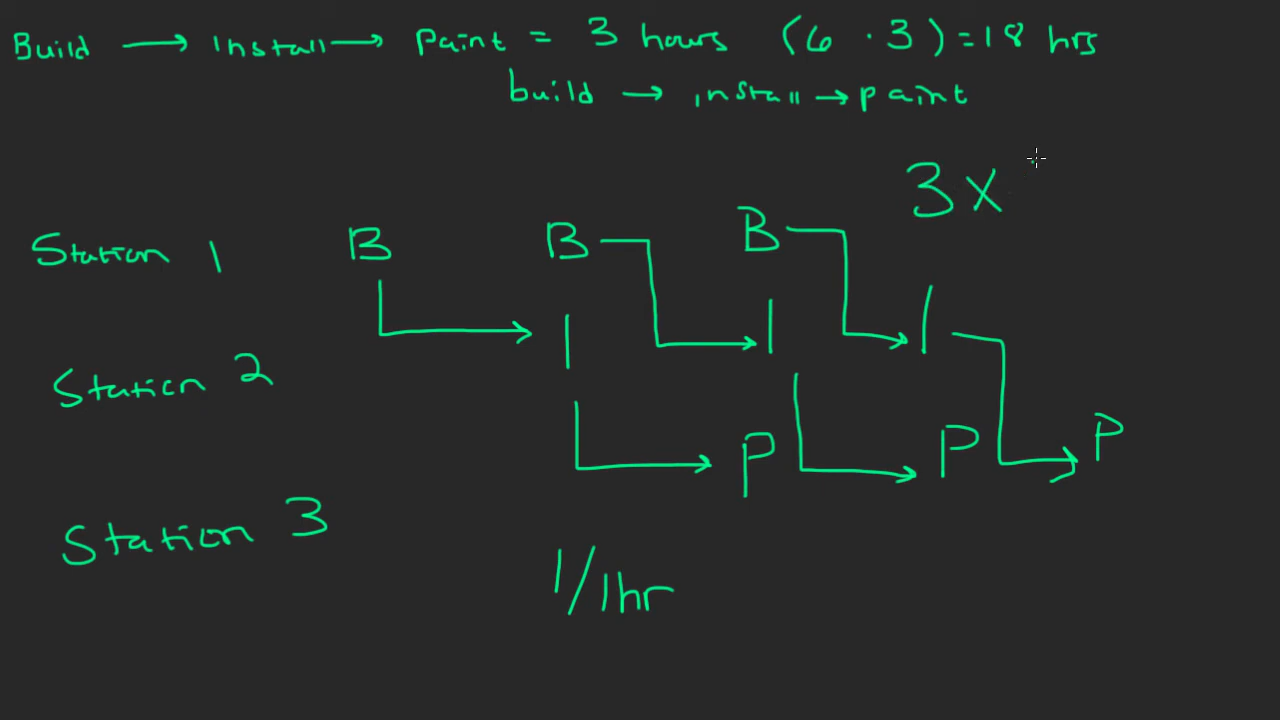 Build → install → paint = 3 hours (6 · 3) = 18 hrs
build → install → paint
3x
Station 1 B B B
Station 2 I I I
Station 3 P P P
1/1hr